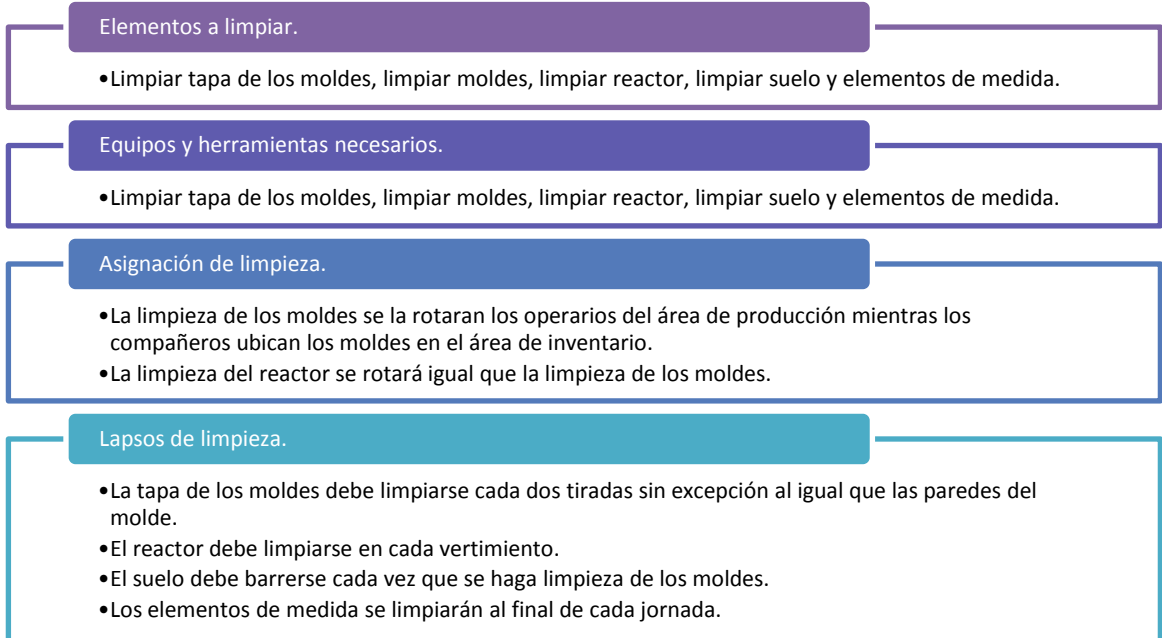 Elementos a limpiar.
•Limpiar tapa de los moldes, limpiar moldes, limpiar reactor, limpiar suelo y elementos de medida.
Equipos y herramientas necesarios.
•Limpiar tapa de los moldes, limpiar moldes, limpiar reactor, limpiar suelo y elementos de medida.
Asignación de limpieza.
•La limpieza de los moldes se la rotaran los operarios del área de producción mientras los
compañeros ubican los moldes en el área de inventario.
•La limpieza del reactor se rotará igual que la limpieza de los moldes.
Lapsos de limpieza.
•La tapa de los moldes debe limpiarse cada dos tiradas sin excepción al igual que las paredes del
molde.
•El reactor debe limpiarse en cada vertimiento.
•El suelo debe barrerse cada vez que se haga limpieza de los moldes.
•Los elementos de medida se limpiarán al final de cada jornada.